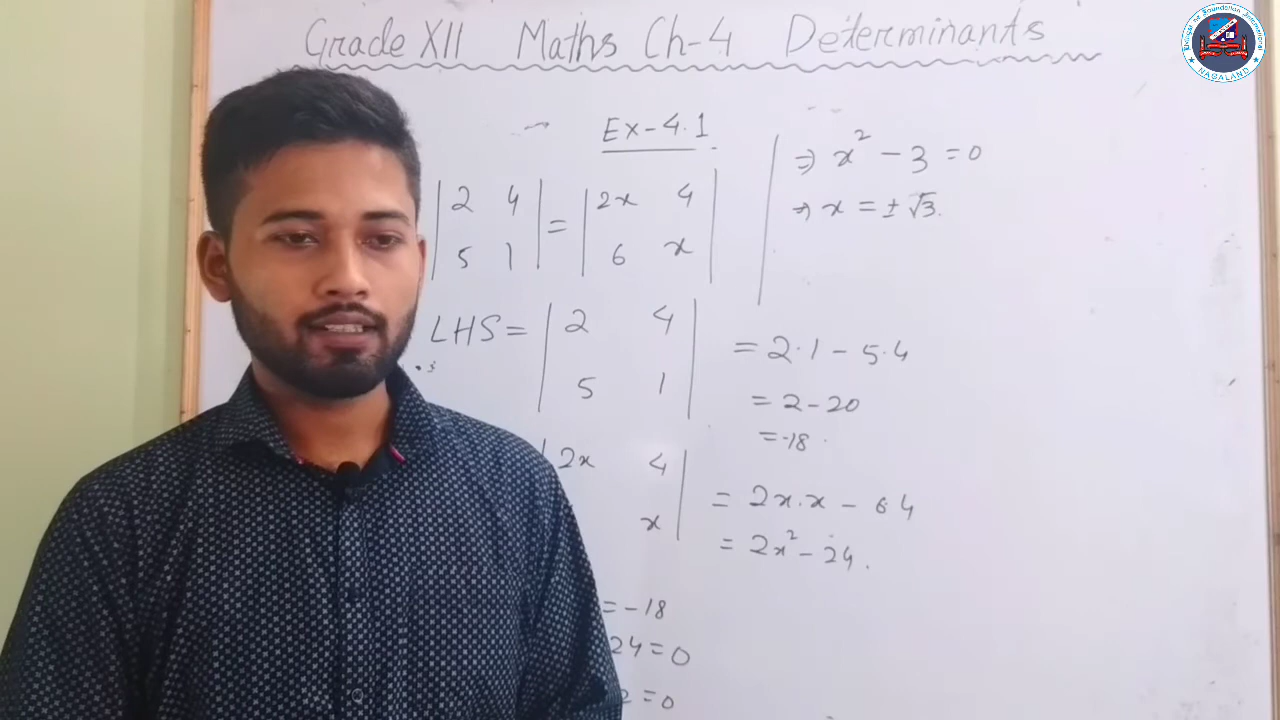 Grade XII Maths Ch-4 Determinants
Ex-4.1
| 2 4 | = | 2x 4 |
| 5 1 | | 6 x |
LHS = | 2 4 | = 2·1 - 5·4
| 5 1 | = 2 - 20
= -18.
2x 4 | = 2x·x - 6·4
x | = 2x² - 24.
= -18
24 = 0
2 = 0
⇒ x² - 3 = 0
⇒ x = ± √3.
NAGALAND